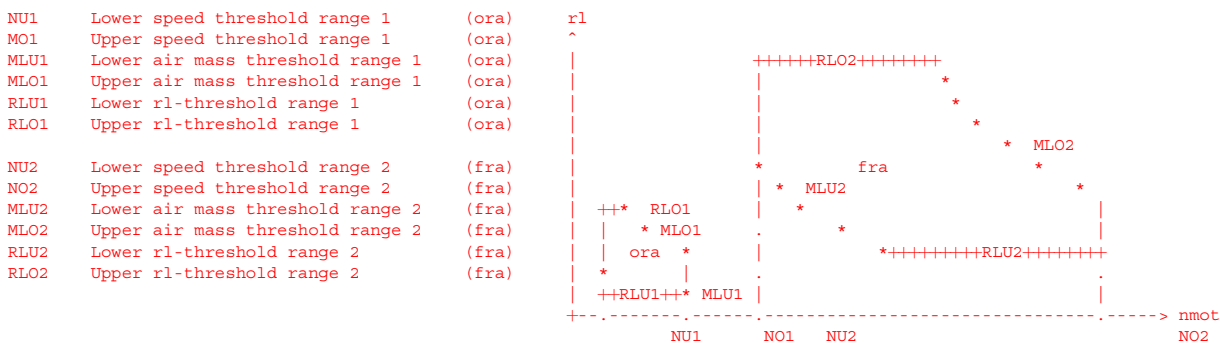 NU1     Lower speed threshold range 1       (ora)     rl
MO1     Upper speed threshold range 1       (ora)     ^
MLU1    Lower air mass threshold range 1    (ora)     |                 ++++++RLO2++++++++
MLO1    Upper air mass threshold range 1    (ora)     |                 |                 *
RLU1    Lower rl-threshold range 1          (ora)     |                 |                  *
RLO1    Upper rl-threshold range 1          (ora)     |                 |                    *
                                                      |                 |                       *  MLO2
NU2     Lower speed threshold range 2       (fra)     |                 *         fra              *
NO2     Upper speed threshold range 2       (fra)     |                 | *  MLU2                      *
MLU2    Lower air mass threshold range 2    (fra)     |  ++*  RLO1      |   *                            |
MLO2    Upper air mass threshold range 2    (fra)     |  |   * MLO1     .       *                        |
RLU2    Lower rl-threshold range 2          (fra)     |  |  ora  *      |           *+++++++++RLU2++++++++
RLO2    Upper rl-threshold range 2          (fra)     |  *       |      .                                .
                                                      |  ++RLU1++* MLU1 |                                |
                                                      +--.-------.------.--------------------------------.-----> nmot
                                                                NU1      NO1   NU2                               NO2